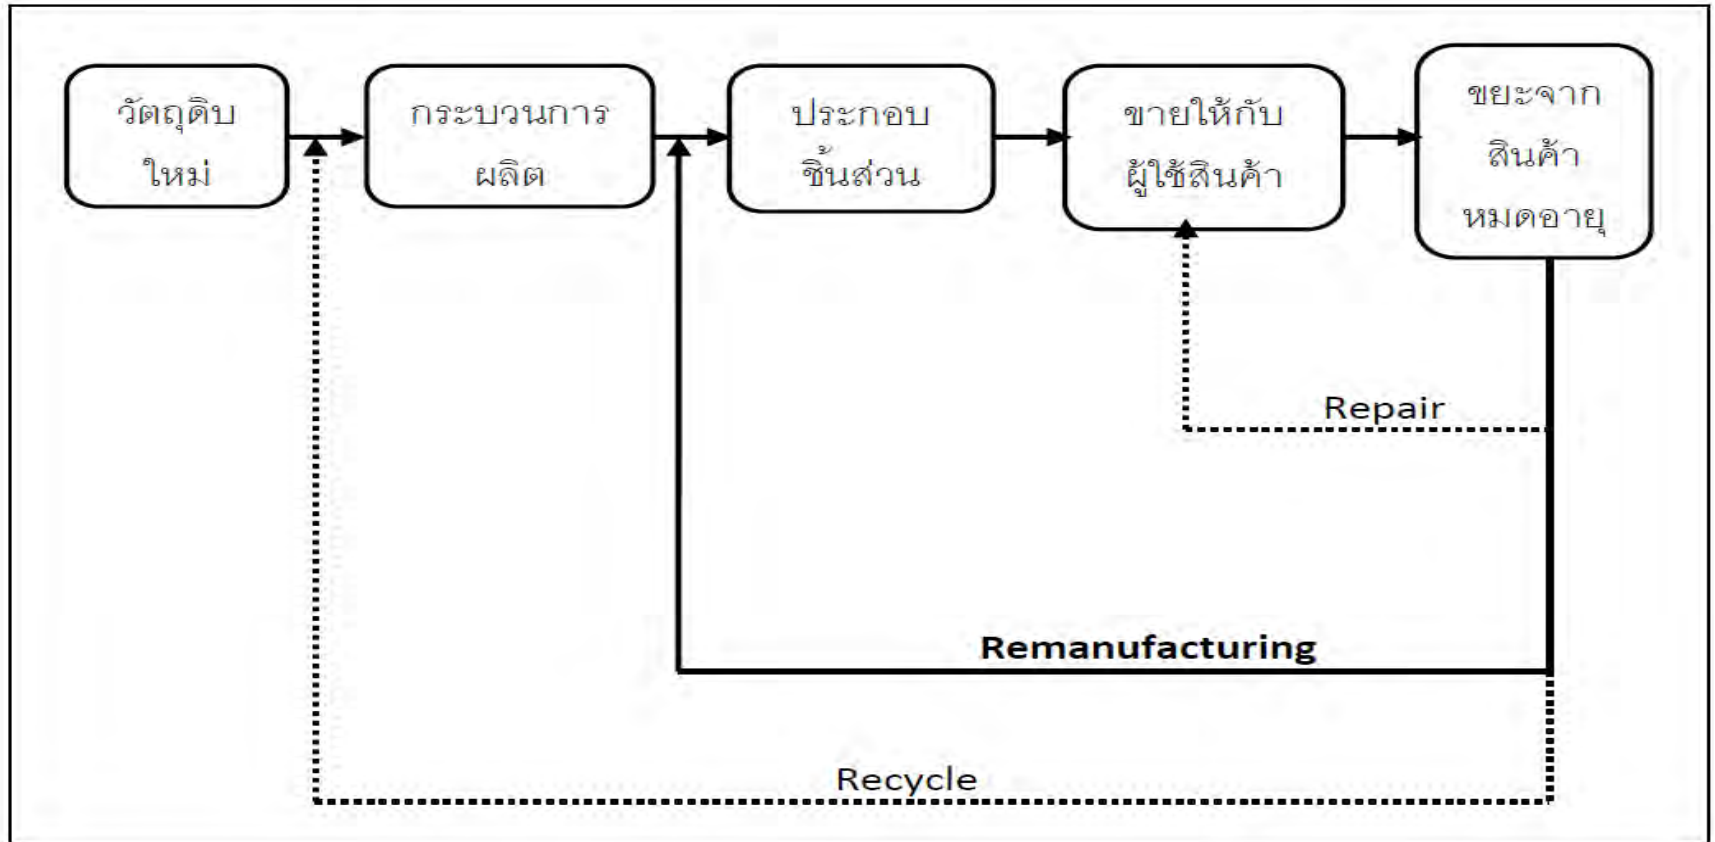 วัตถุดิบ
ใหม่
กระบวนการ
ผลิต
ประกอบ
ชิ้นส่วน
ขายให้กับ
ผู้ใช้สินค้า
ขยะจาก
สินค้า
หมดอายุ
Repair
Remanufacturing
Recycle